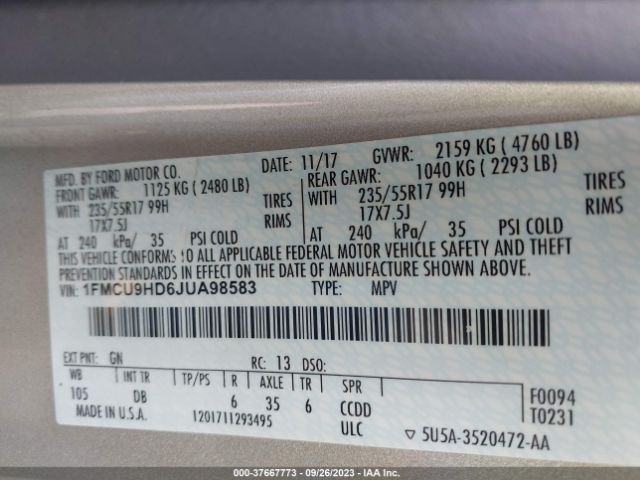 MFD. BY FORD MOTOR CO. DATE: 11/17 GVWR: 2159 KG ( 4760 LB)
FRONT GAWR: 1125 KG ( 2480 LB) REAR GAWR: 1040 KG ( 2293 LB)
WITH 235/55R17 99H TIRES WITH 235/55R17 99H TIRES
17X7.5J RIMS 17X7.5J RIMS
AT 240 kPa/ 35 PSI COLD AT 240 kPa/ 35 PSI COLD
THIS VEHICLE CONFORMS TO ALL APPLICABLE FEDERAL MOTOR VEHICLE SAFETY AND THEFT
PREVENTION STANDARDS IN EFFECT ON THE DATE OF MANUFACTURE SHOWN ABOVE.
VIN: 1FMCU9HD6JUA98583 TYPE: MPV
EXT PNT: GN RC: 13 DSO:
WB INT TR TP/PS R AXLE TR SPR
105 DB 6 35 6 CCDD F0094
MADE IN U.S.A. 1201711293495 ULC T0231
▽ 5U5A-3520472-AA
000-37667773 - 09/26/2023 - IAA Inc.